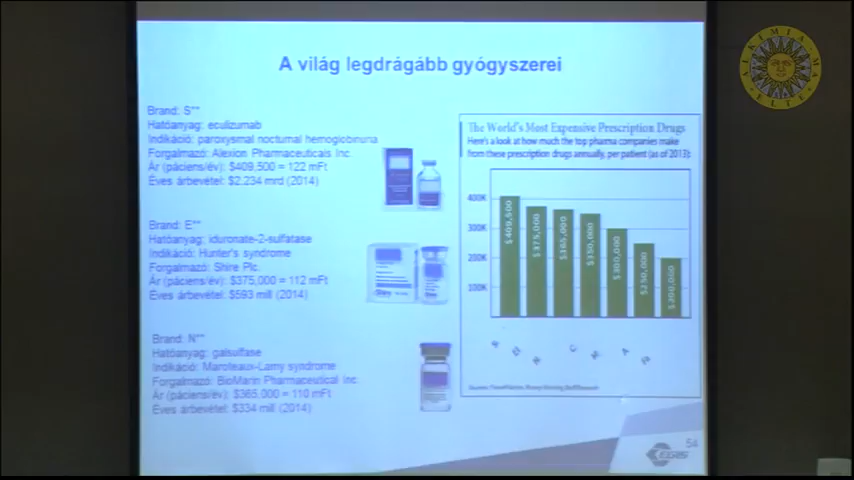 A világ legdrágább gyógyszerei
Brand: S**
Hatóanyag: eculizumab
Indikáció: paroxysmal nocturnal hemoglobinuria
Forgalmazó: Alexion Pharmaceuticals Inc.
Ár (páciens/év): $409,500 = 122 mFt
Éves árbevétel: $2,234 mrd (2014)
Brand: E**
Hatóanyag: iduronate-2-sulfatase
Indikáció: Hunter's syndrome
Forgalmazó: Shire Plc.
Ár (páciens/év): $375,000 = 112 mFt
Éves árbevétel: $593 mill (2014)
Brand: N**
Hatóanyag: galsulfase
Indikáció: Maroteaux-Lamy syndrome
Forgalmazó: BioMarin Pharmaceutical Inc.
Ár (páciens/év): $365,000 = 110 mFt
Éves árbevétel: $334 mill (2014)
The World's Most Expensive Prescription Drugs
Here's a look at how much the top pharma companies make
from these prescription drugs annually, per patient (as of 2013):
400K
300K
200K
100K
$409,500
$375,000
$365,000
$350,000
$300,000
$250,000
$200,000
54
EGIS
ALKÍMIA MA
ELTE